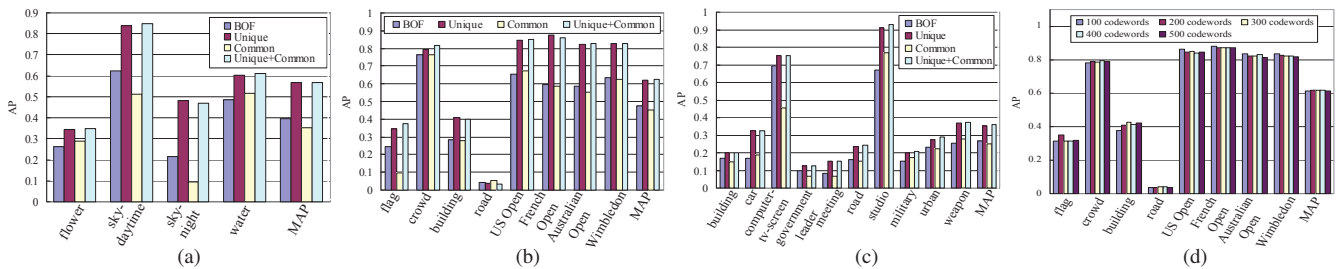 AP
0.9
0.8
0.7
0.6
0.5
0.4
0.3
0.2
0.1
0
BOF
Unique
Common
Unique+Common
flower
sky-daytime
sky-night
water
MAP
(a)
AP
1
0.9
0.8
0.7
0.6
0.5
0.4
0.3
0.2
0.1
0
BOF Unique Common Unique+Common
flag
crowd
building
road
US Open
French Open
Australian Open
Wimbledon
MAP
(b)
AP
1
0.9
0.8
0.7
0.6
0.5
0.4
0.3
0.2
0.1
0
BOF
Unique
Common
Unique+Common
building
car
computer-tv-screen
government leader
meeting
road
studio
military
urban
weapon
MAP
(c)
AP
1
0.8
0.6
0.4
0.2
0
100 codewords 200 codewords 300 codewords
400 codewords 500 codewords
flag
crowd
building
road
US Open
French Open
Australian Open
Wimbledon
MAP
(d)